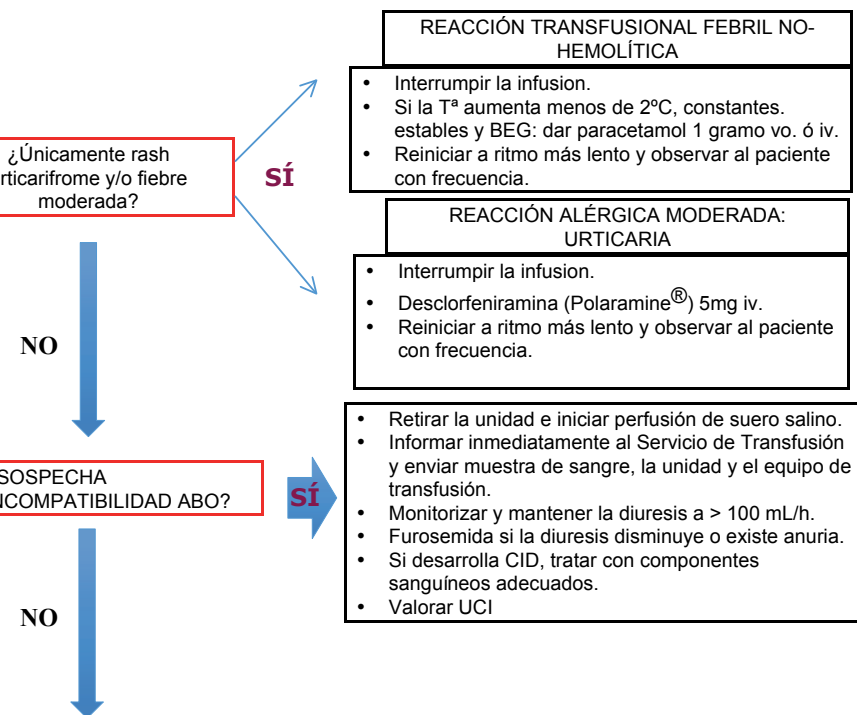 REACCIÓN TRANSFUSIONAL FEBRIL NO-
HEMOLÍTICA
• Interrumpir la infusion.
• Si la Tª aumenta menos de 2ºC, constantes.
estables y BEG: dar paracetamol 1 gramo vo. ó iv.
• Reiniciar a ritmo más lento y observar al paciente
con frecuencia.
¿Únicamente rash
rticarifrome y/o fiebre
moderada?
SÍ
REACCIÓN ALÉRGICA MODERADA:
URTICARIA
• Interrumpir la infusion.
• Desclorfeniramina (Polaramine®) 5mg iv.
• Reiniciar a ritmo más lento y observar al paciente
con frecuencia.
NO
SOSPECHA
NCOMPATIBILIDAD ABO?
SÍ
• Retirar la unidad e iniciar perfusión de suero salino.
• Informar inmediatamente al Servicio de Transfusión
y enviar muestra de sangre, la unidad y el equipo de
transfusión.
• Monitorizar y mantener la diuresis a > 100 mL/h.
• Furosemida si la diuresis disminuye o existe anuria.
• Si desarrolla CID, tratar con componentes
sanguíneos adecuados.
• Valorar UCI
NO